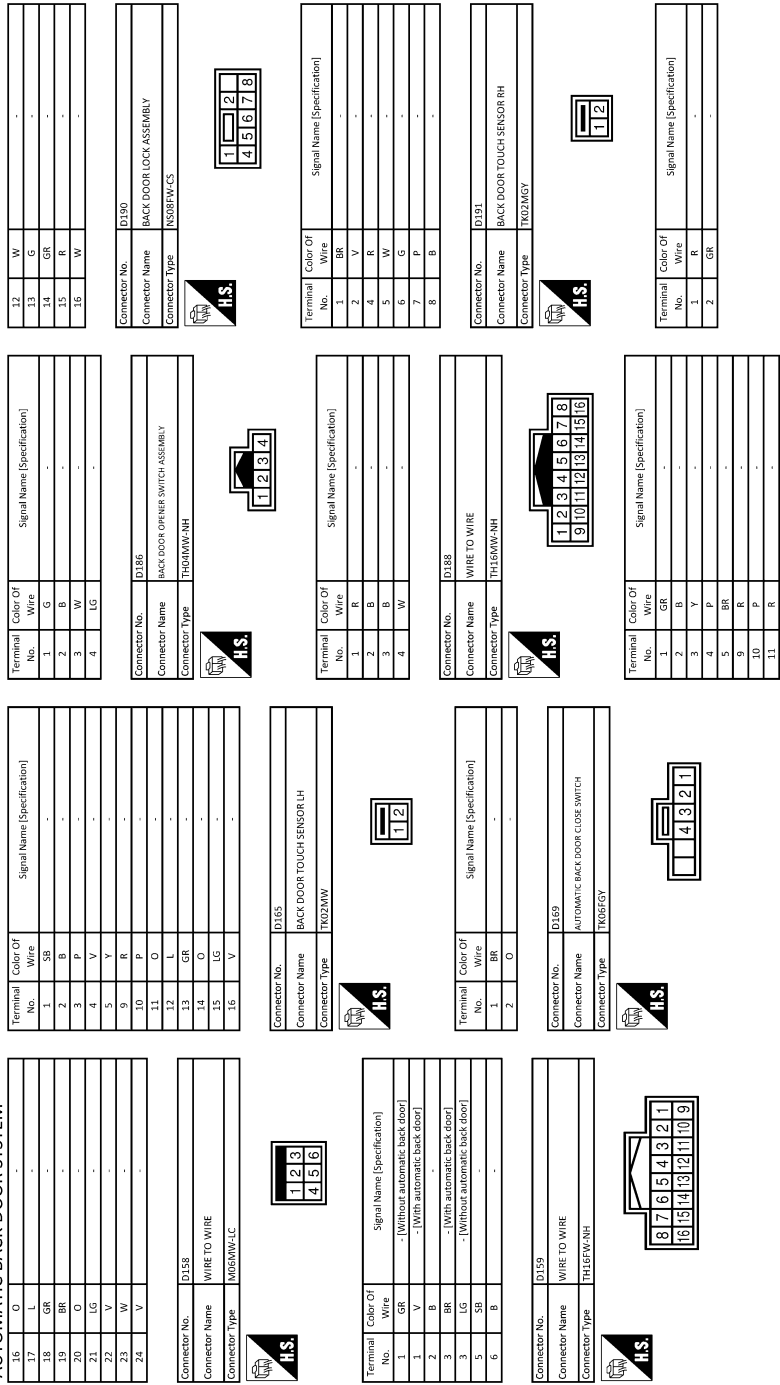 AUTOMATIC BACK DOOR SYSTEM
16 O -
17 L -
18 GR -
19 BR -
20 O -
21 LG -
22 V -
23 W -
24 V -
Connector No. D158
Connector Name WIRE TO WIRE
Connector Type M06MW-LC
H.S.
1 2 3
4 5 6
Terminal No. Color Of Wire Signal Name [Specification]
1 GR - [Without automatic back door]
1 V - [With automatic back door]
2 B -
3 BR - [With automatic back door]
3 LG - [Without automatic back door]
5 SB -
6 B -
Connector No. D159
Connector Name WIRE TO WIRE
Connector Type TH16FW-NH
H.S.
8 7 6 5 4 3 2 1
16 15 14 13 12 11 10 9
Terminal No. Color Of Wire Signal Name [Specification]
1 SB -
2 B -
3 P -
4 V -
5 Y -
9 R -
10 P -
11 O -
12 L -
13 GR -
14 O -
15 LG -
16 V -
Connector No. D165
Connector Name BACK DOOR TOUCH SENSOR LH
Connector Type TK02MW
H.S.
1 2
Terminal No. Color Of Wire Signal Name [Specification]
1 BR -
2 O -
Connector No. D169
Connector Name AUTOMATIC BACK DOOR CLOSE SWITCH
Connector Type TK06FGY
H.S.
4 3 2 1
Terminal No. Color Of Wire Signal Name [Specification]
1 G -
2 B -
3 W -
4 LG -
Connector No. D186
Connector Name BACK DOOR OPENER SWITCH ASSEMBLY
Connector Type TH04MW-NH
H.S.
1 2 3 4
Terminal No. Color Of Wire Signal Name [Specification]
1 R -
2 B -
3 B -
4 W -
Connector No. D188
Connector Name WIRE TO WIRE
Connector Type TH16MW-NH
H.S.
1 2 3 4 5 6 7 8
9 10 11 12 13 14 15 16
Terminal No. Color Of Wire Signal Name [Specification]
1 GR -
2 B -
3 Y -
4 P -
5 BR -
9 R -
10 P -
11 R -
12 W -
13 G -
14 GR -
15 R -
16 W -
Connector No. D190
Connector Name BACK DOOR LOCK ASSEMBLY
Connector Type NS08FW-CS
H.S.
1 2
4 5 6 7 8
Terminal No. Color Of Wire Signal Name [Specification]
1 BR -
2 V -
4 R -
5 W -
6 G -
7 P -
8 B -
Connector No. D191
Connector Name BACK DOOR TOUCH SENSOR RH
Connector Type TK02MGY
H.S.
1 2
Terminal No. Color Of Wire Signal Name [Specification]
1 R -
2 GR -